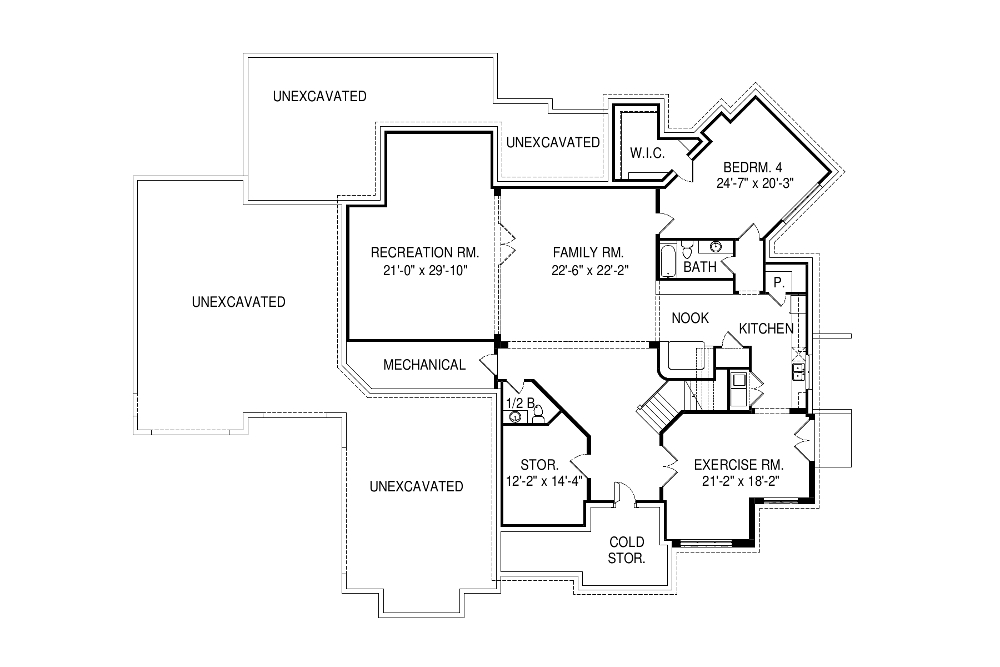 UNEXCAVATED
UNEXCAVATED
W.I.C.
BEDRM. 4
24'-7" x 20'-3"
RECREATION RM.
21'-0" x 29'-10"
FAMILY RM.
22'-6" x 22'-2"
BATH
P.
UNEXCAVATED
NOOK
KITCHEN
MECHANICAL
1/2 B.
STOR.
12'-2" x 14'-4"
EXERCISE RM.
21'-2" x 18'-2"
UNEXCAVATED
COLD
STOR.